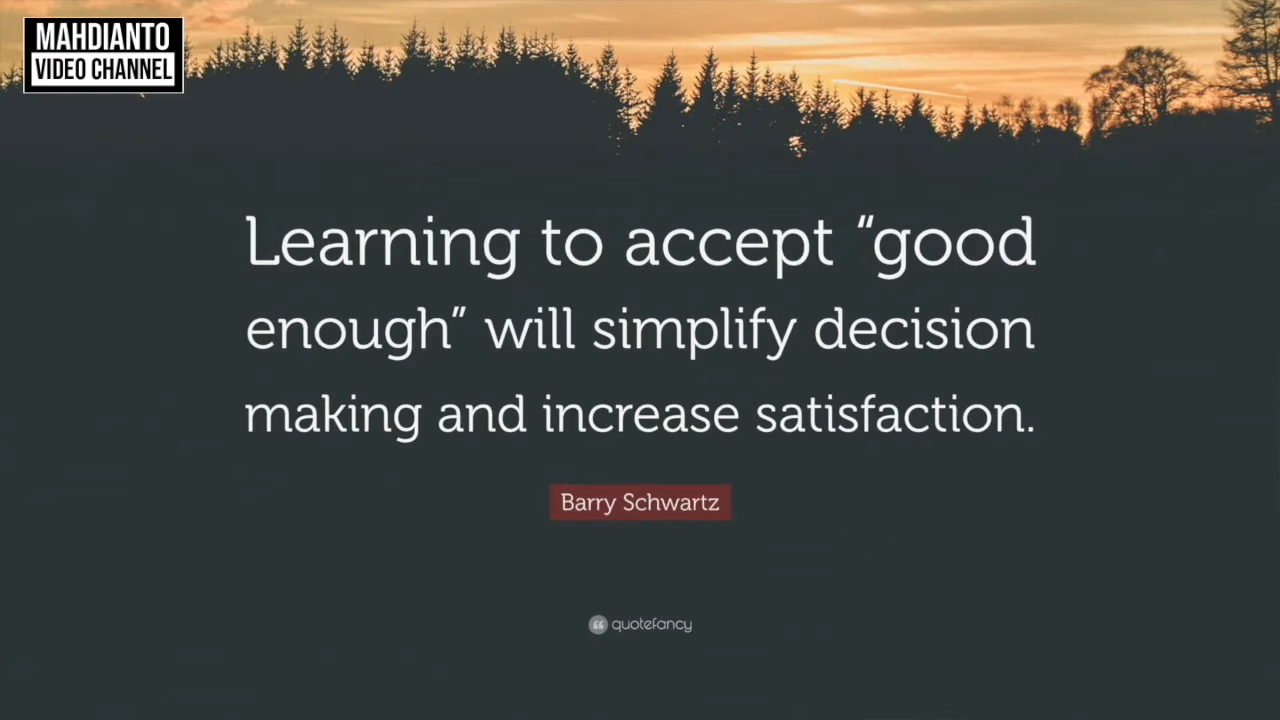 MAHDIANTO
VIDEO CHANNEL
Learning to accept “good
enough” will simplify decision
making and increase satisfaction.
Barry Schwartz
quotefancy